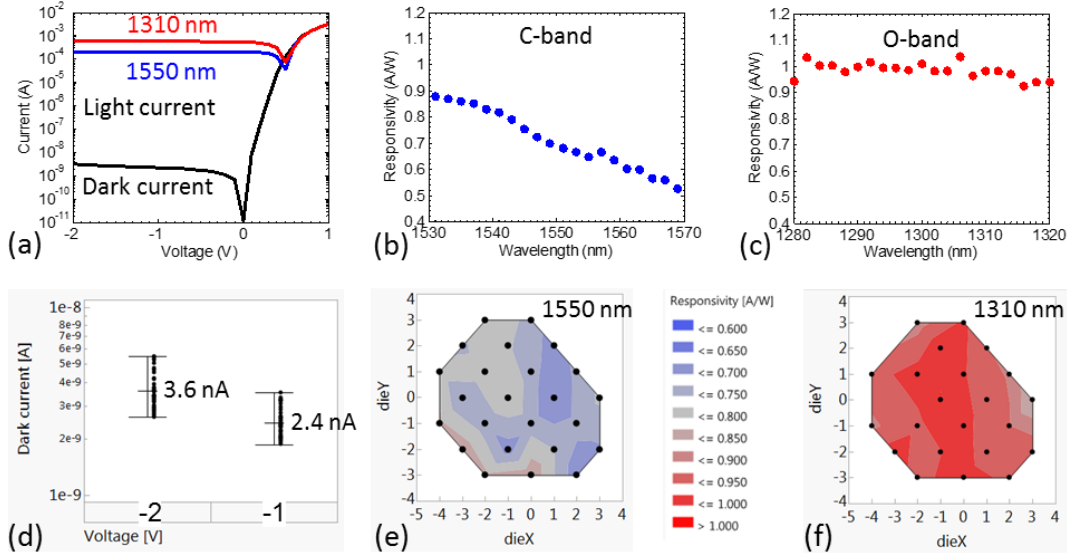 10⁻²
10⁻³
10⁻⁴
10⁻⁵
10⁻⁶
10⁻⁷
10⁻⁸
10⁻⁹
10⁻¹⁰
10⁻¹¹
Current (A)
1310 nm
1550 nm
Light current
Dark current
-2 -1 0 1
Voltage (V)
(a)
1.2
1.1
1
0.9
0.8
0.7
0.6
0.5
0.4
Responsivity (A/W)
C-band
1530 1540 1550 1560 1570
Wavelength (nm)
(b)
1.2
1.1
1
0.9
0.8
0.7
0.6
0.5
0.4
Responsivity (A/W)
O-band
1280 1290 1300 1310 1320
Wavelength (nm)
(c)
1e-8
8e-9
7e-9
6e-9
5e-9
4e-9
3e-9
2e-9
1e-9
Dark current [A]
3.6 nA
2.4 nA
-2 -1
Voltage [V]
(d)
4
3
2
1
0
-1
-2
-3
-4
dieY
1550 nm
-5 -4 -3 -2 -1 0 1 2 3 4
dieX
(e)
Responsivity [A/W]
<= 0.600
<= 0.650
<= 0.700
<= 0.750
<= 0.800
<= 0.850
<= 0.900
<= 0.950
<= 1.000
> 1.000
4
3
2
1
0
-1
-2
-3
-4
dieY
1310 nm
-5 -4 -3 -2 -1 0 1 2 3 4
dieX
(f)